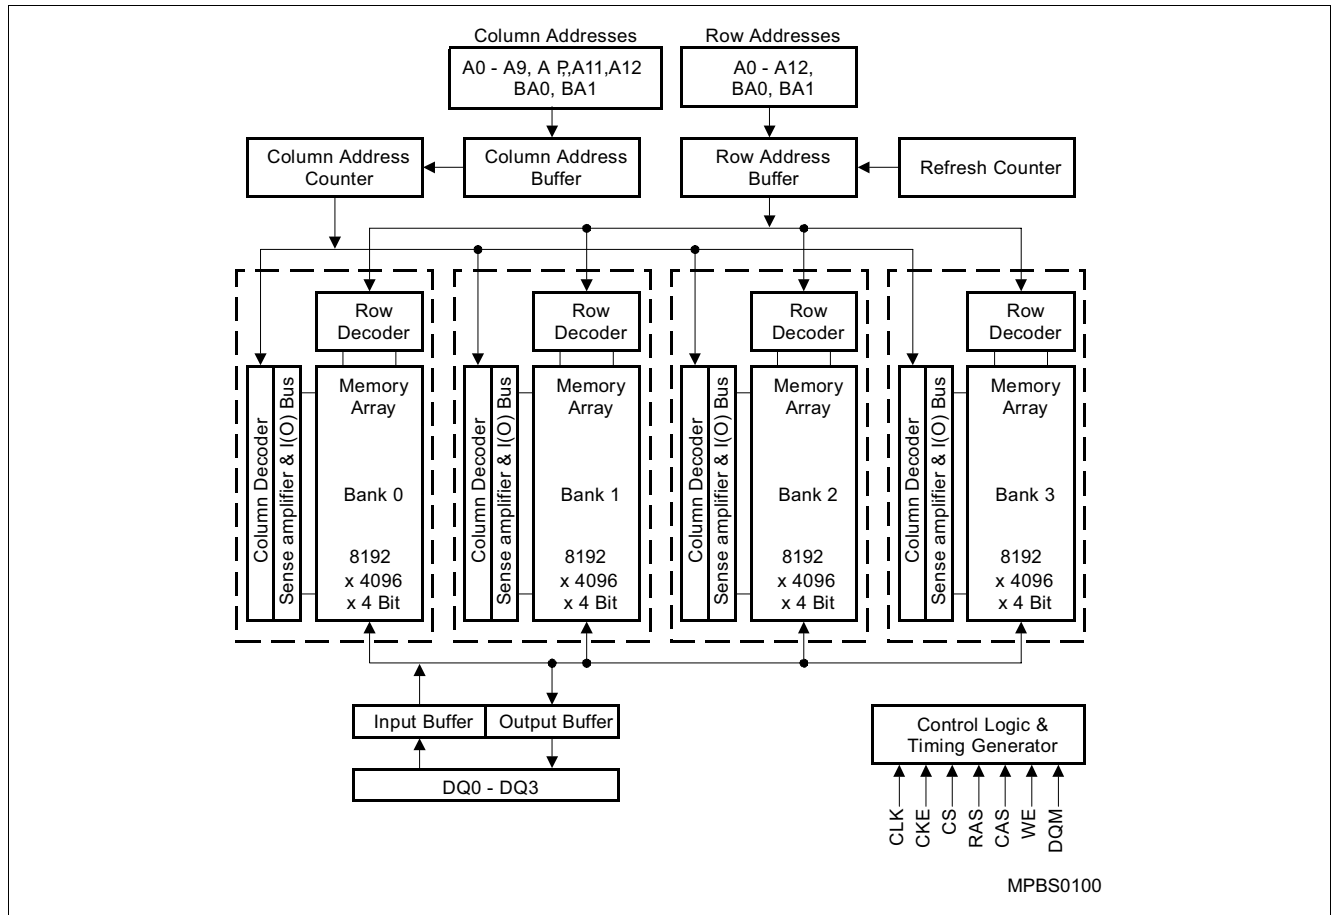 Column Addresses
Row Addresses
A0 - A9, A P,,A11,A12
BA0, BA1
A0 - A12,
BA0, BA1
Column Address
Counter
Column Address
Buffer
Row Address
Buffer
Refresh Counter
Row
Decoder
Row
Decoder
Row
Decoder
Row
Decoder
Column Decoder
Sense amplifier & I(O) Bus
Memory
Array
Bank 0
8192
x 4096
x 4 Bit
Column Decoder
Sense amplifier & I(O) Bus
Memory
Array
Bank 1
8192
x 4096
x 4 Bit
Column Decoder
Sense amplifier & I(O) Bus
Memory
Array
Bank 2
8192
x 4096
x 4 Bit
Column Decoder
Sense amplifier & I(O) Bus
Memory
Array
Bank 3
8192
x 4096
x 4 Bit
Input Buffer
Output Buffer
DQ0 - DQ3
Control Logic &
Timing Generator
CLK
CKE
CS
RAS
CAS
WE
DQM
MPBS0100